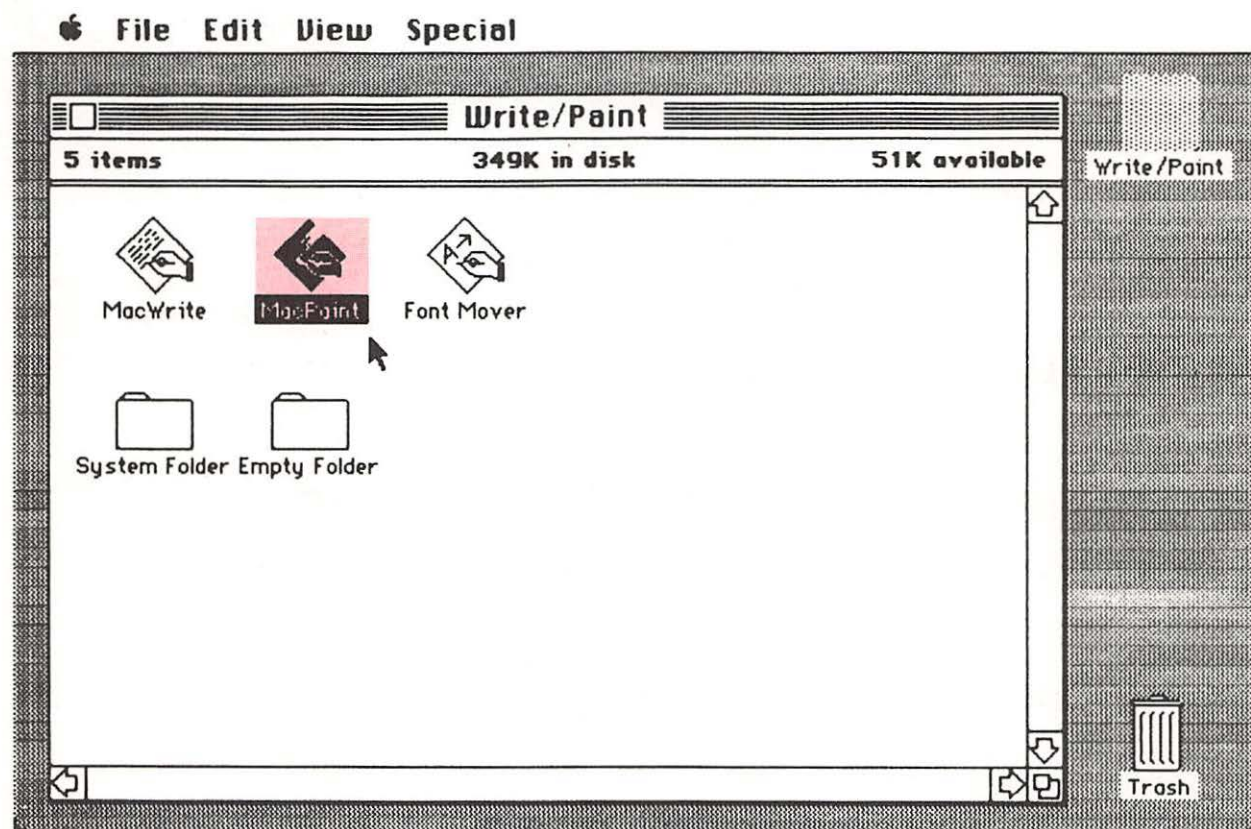 File Edit View Special
Write/Paint
5 items 349K in disk 51K available
Write/Paint
MacWrite MacPaint Font Mover
System Folder Empty Folder
Trash